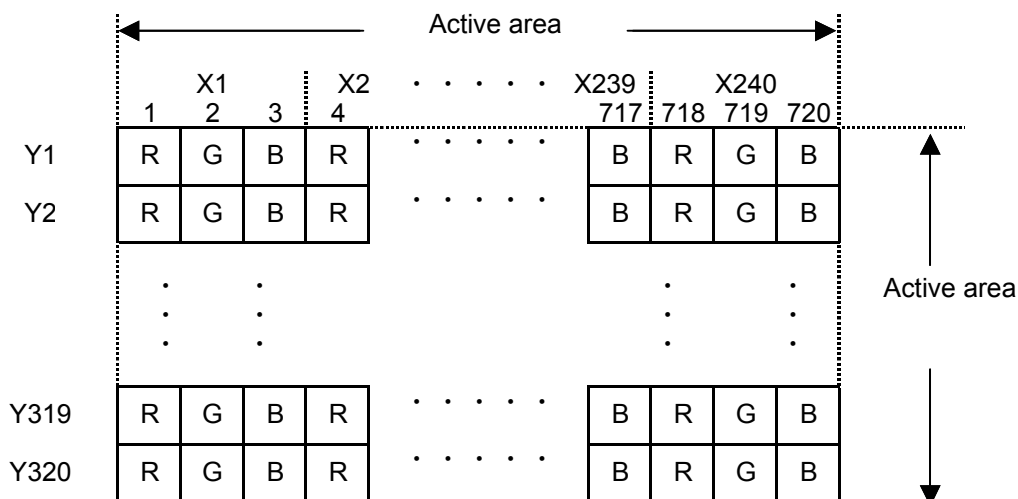 Active area
X1 X2 · · · · · X239 X240
1 2 3 4 717 718 719 720
Y1 R G B R · · · · · B R G B
Y2 R G B R · · · · · B R G B
Active area
Y319 R G B R · · · · · B R G B
Y320 R G B R · · · · · B R G B